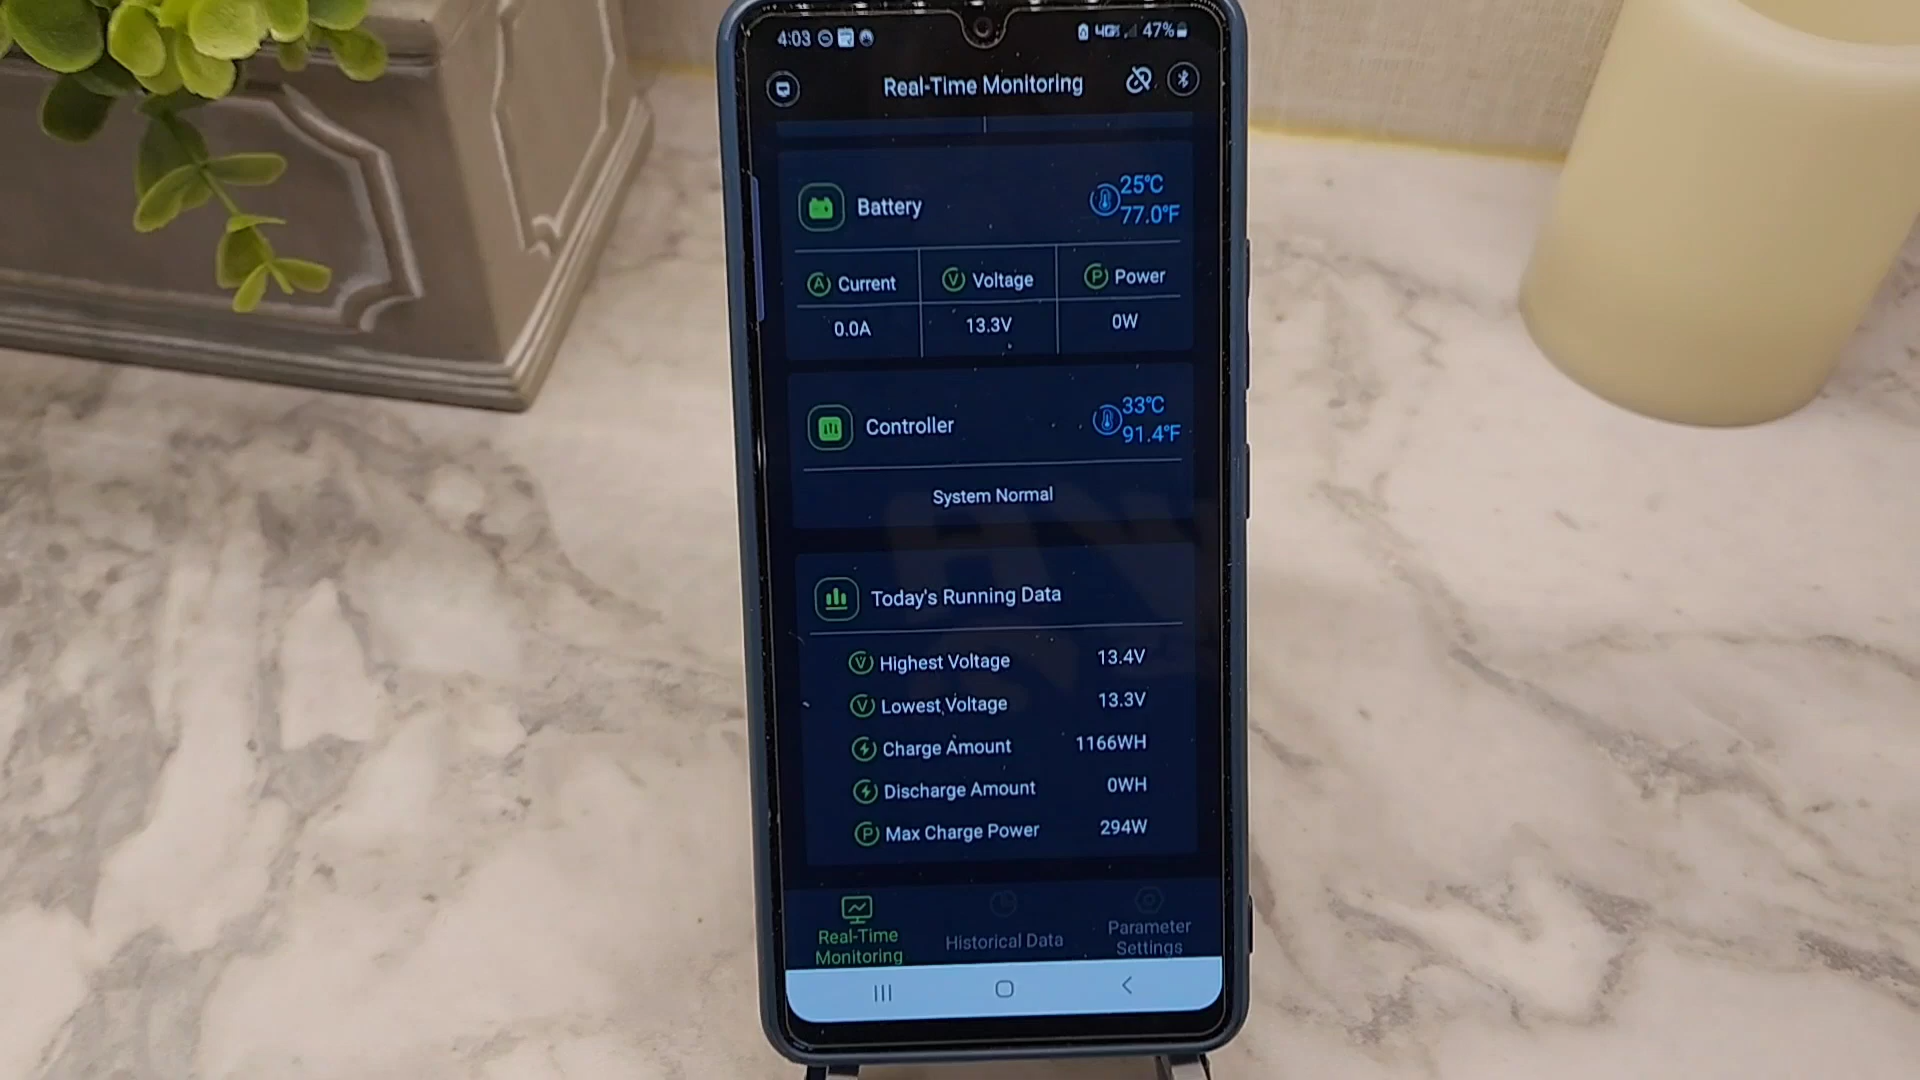 4:03 4G 47%
Real-Time Monitoring
Battery
25℃
77.0℉
A Current V Voltage P Power
0.0A 13.3V 0W
Controller
33℃
91.4℉
System Normal
Today's Running Data
V Highest Voltage 13.4V
V Lowest Voltage 13.3V
Charge Amount 1166WH
Discharge Amount 0WH
P Max Charge Power 294W
Real-Time
Monitoring
Historical Data
Parameter
Settings